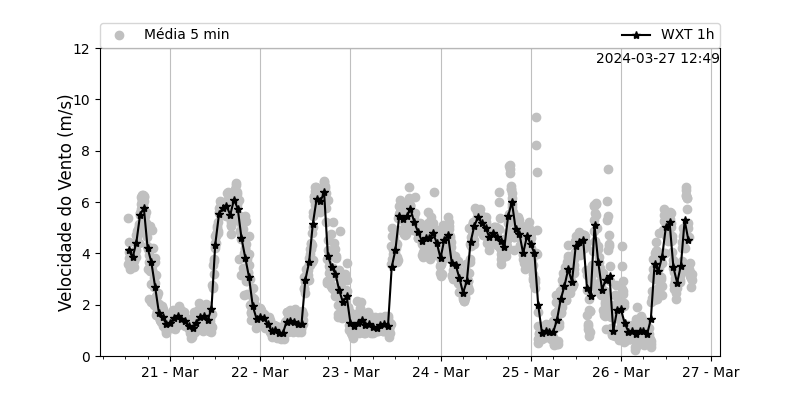 Média 5 min
WXT 1h
2024-03-27 12:49
Velocidade do Vento (m/s)
12
10
8
6
4
2
0
21 - Mar
22 - Mar
23 - Mar
24 - Mar
25 - Mar
26 - Mar
27 - Mar